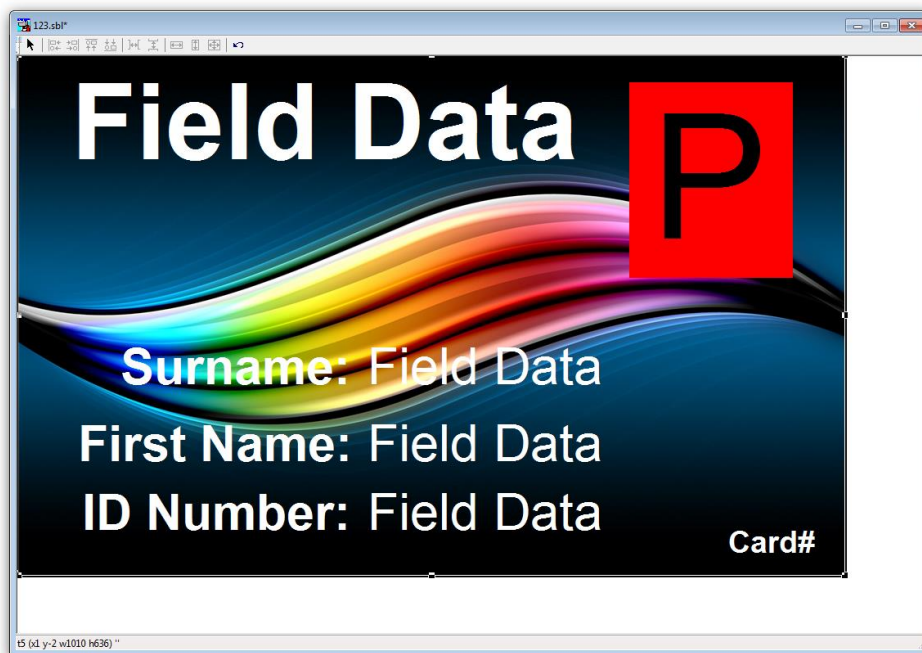 123.sbl*
Field Data
P
Surname: Field Data
First Name: Field Data
ID Number: Field Data
Card#
t5 (x1 y-2 w1010 h636) ''